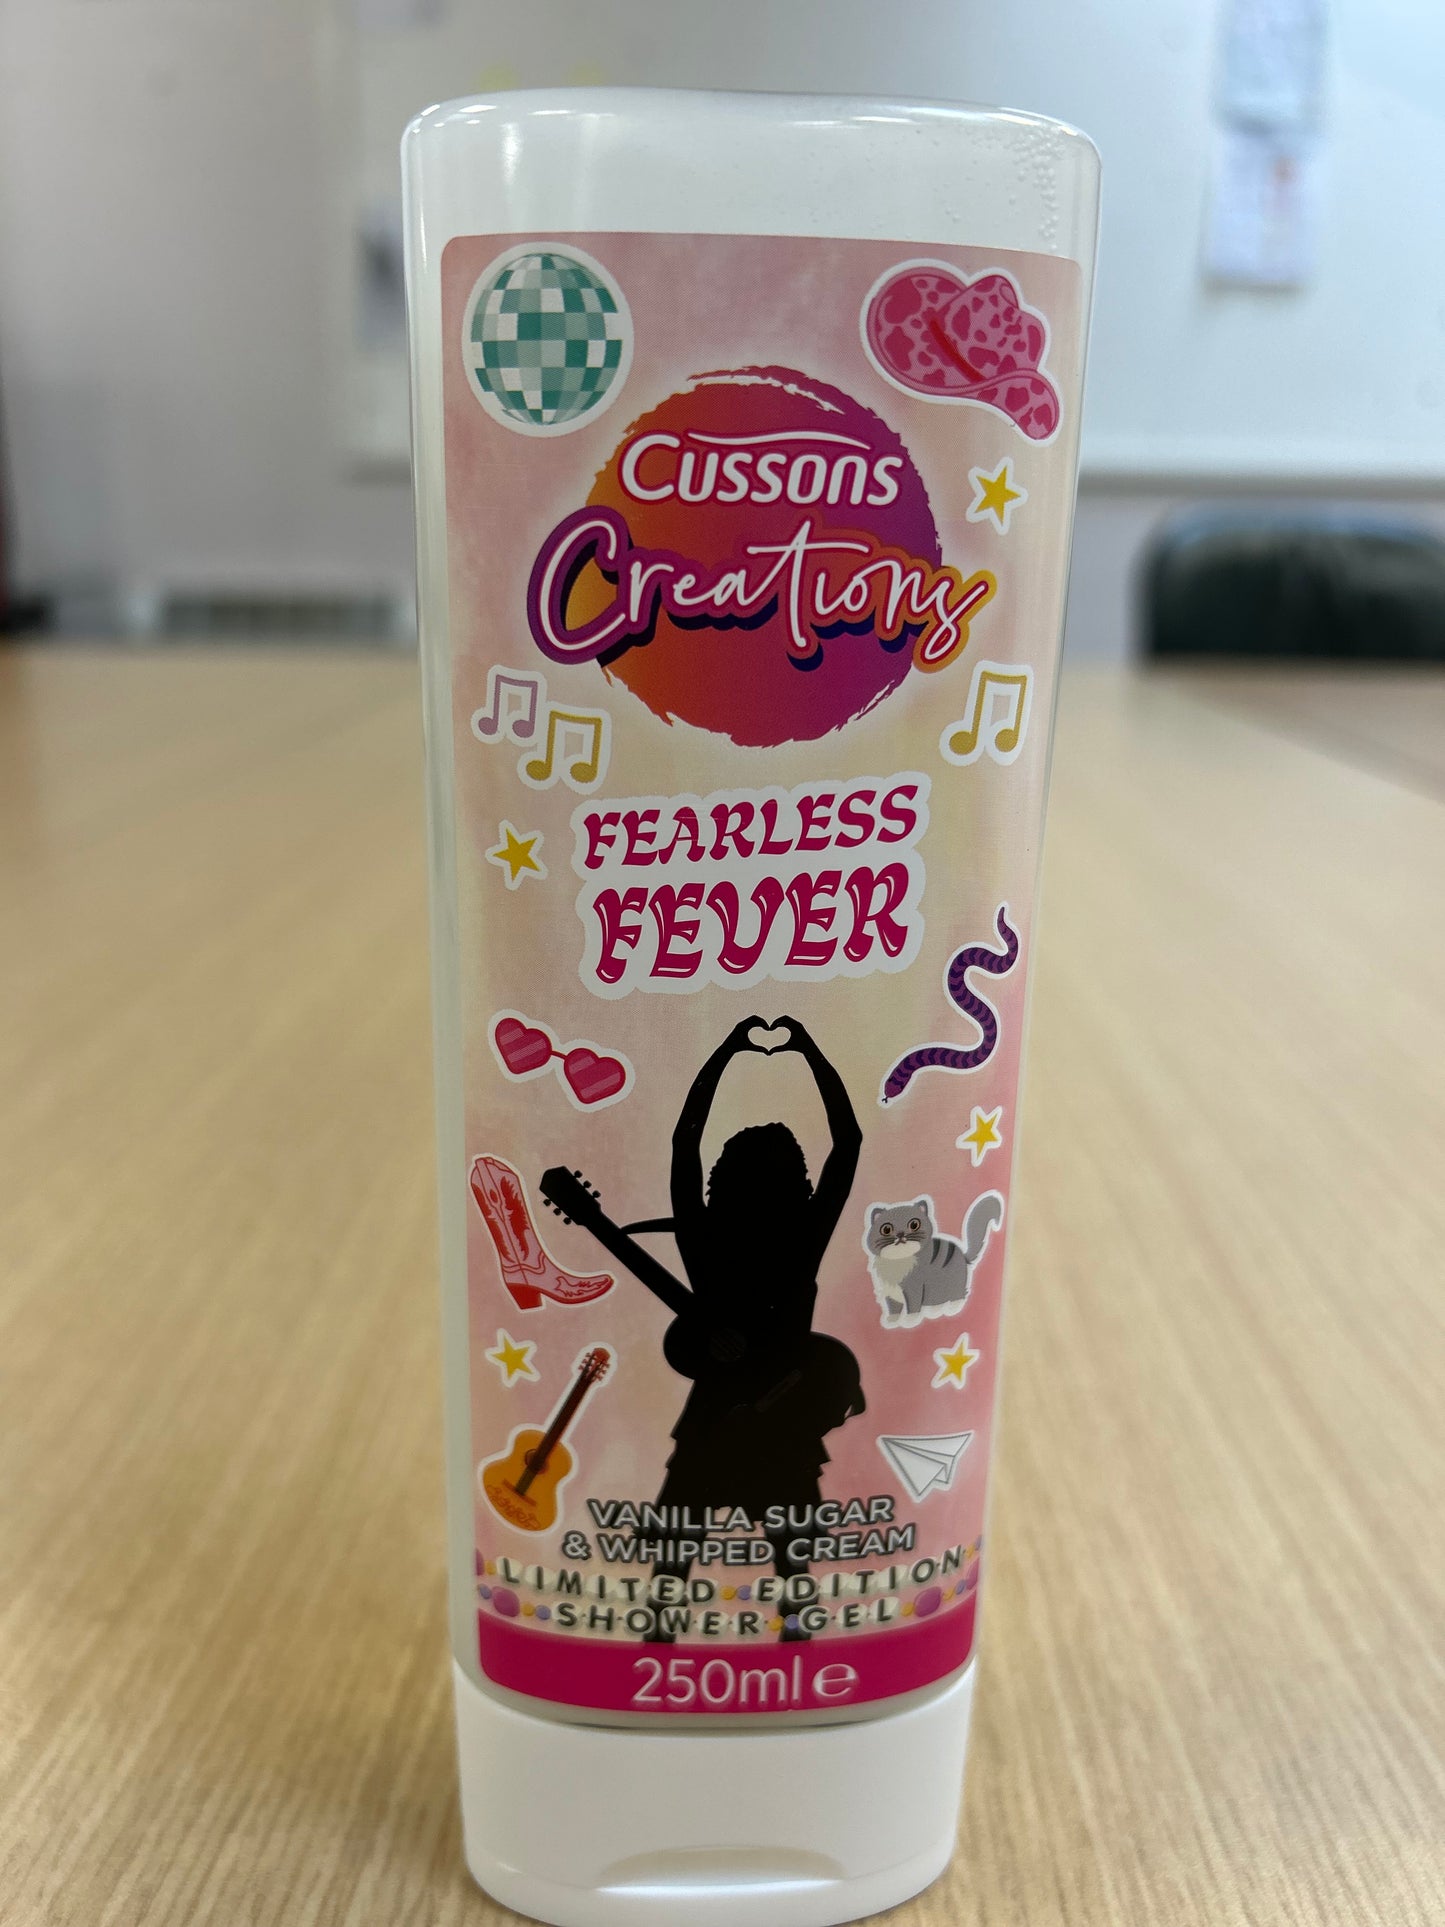 CUSSONS
Creations
FEARLESS
FEVER
VANILLA SUGAR
& WHIPPED CREAM
LIMITED EDITION
SHOWER GEL
250ml e